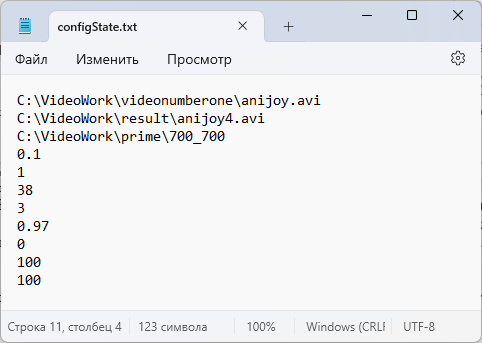 configState.txt
Файл Изменить Просмотр
C:\VideoWork\videonumberone\anijoy.avi
C:\VideoWork\result\anijoy4.avi
C:\VideoWork\prime\700_700
0.1
1
38
3
0.97
0
100
100
Строка 11, столбец 4 123 символа 100% Windows (CRLF UTF-8